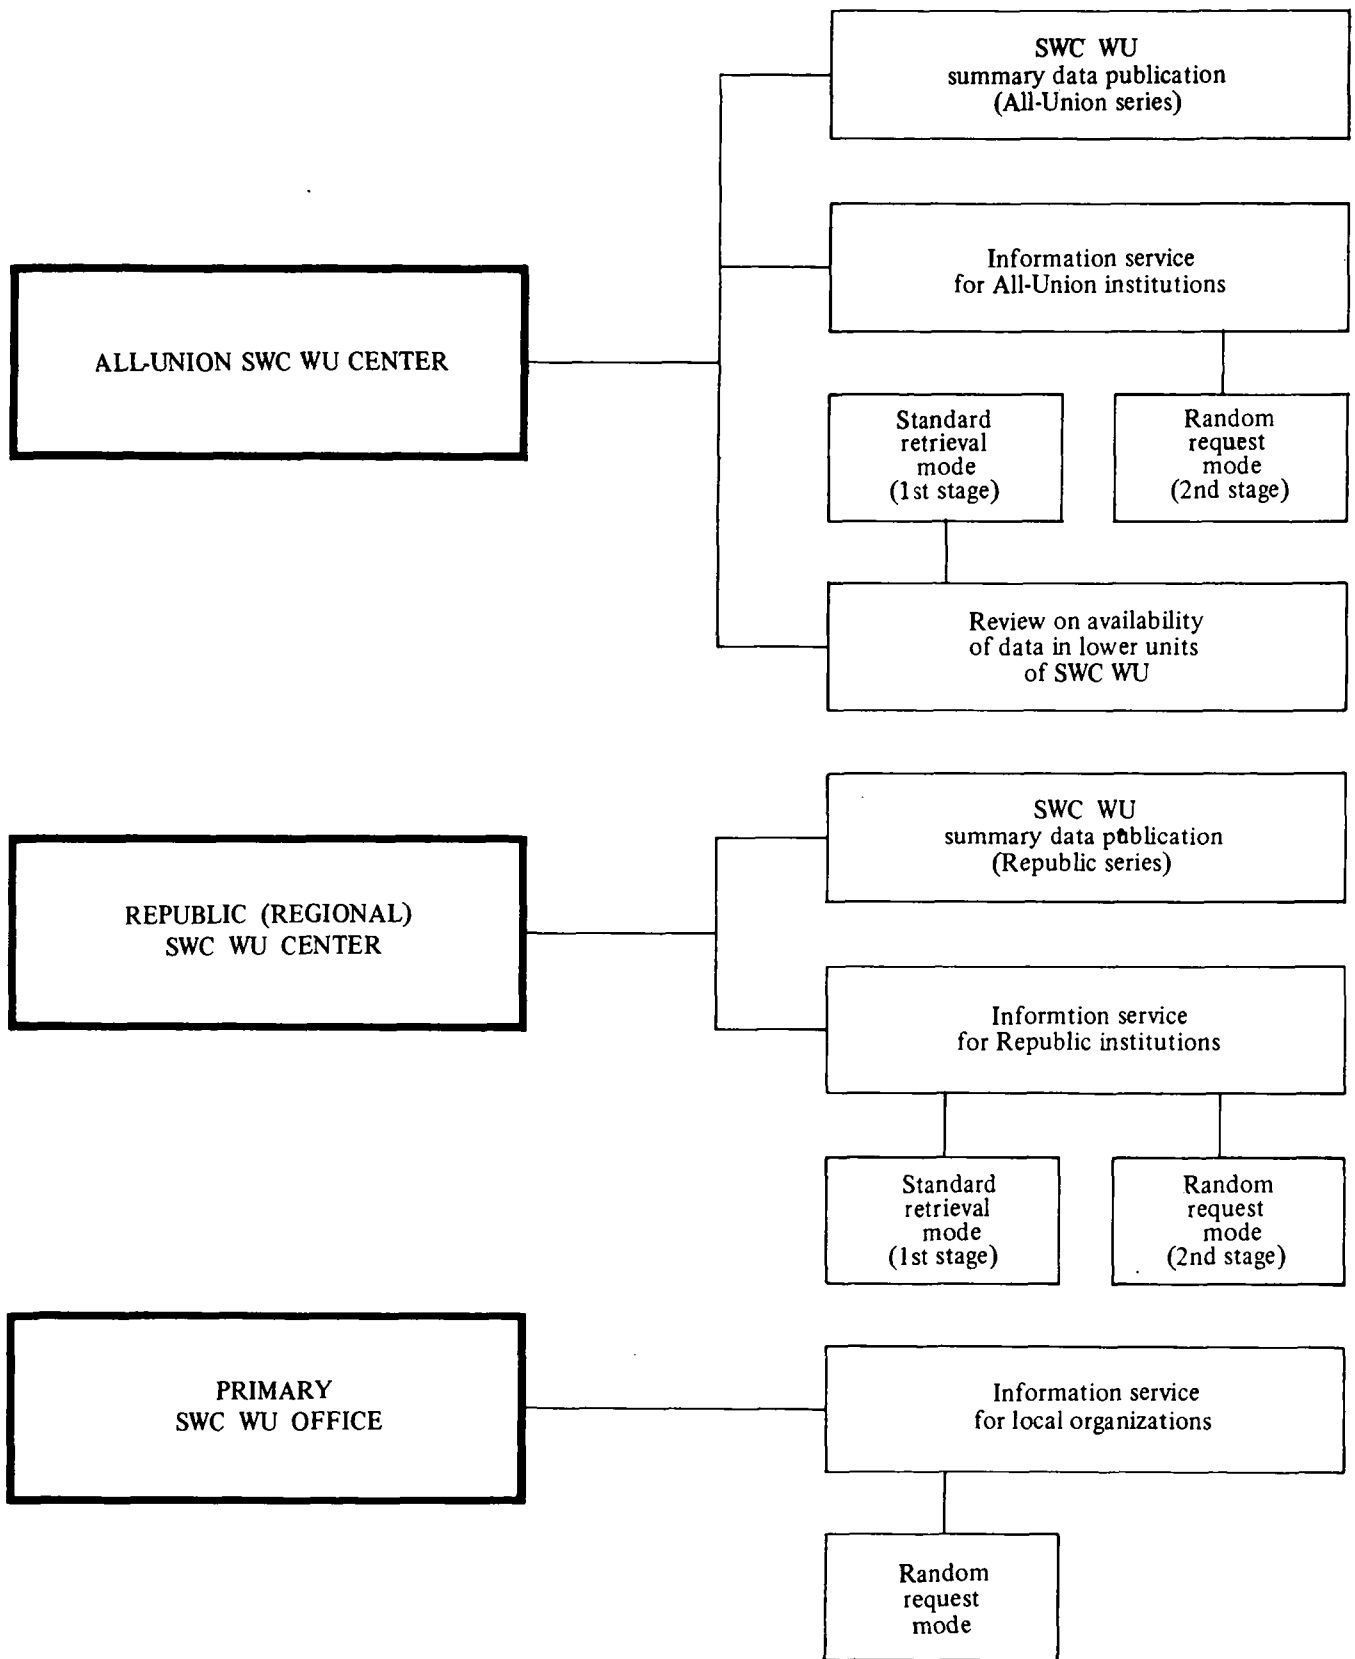 SWC WU
summary data publication
(All-Union series)
Information service
for All-Union institutions
ALL-UNION SWC WU CENTER
Standard
retrieval
mode
(1st stage)
Random
request
mode
(2nd stage)
Review on availability
of data in lower units
of SWC WU
SWC WU
summary data publication
(Republic series)
REPUBLIC (REGIONAL)
SWC WU CENTER
Informtion service
for Republic institutions
Standard
retrieval
mode
(1st stage)
Random
request
mode
(2nd stage)
PRIMARY
SWC WU OFFICE
Information service
for local organizations
Random
request
mode